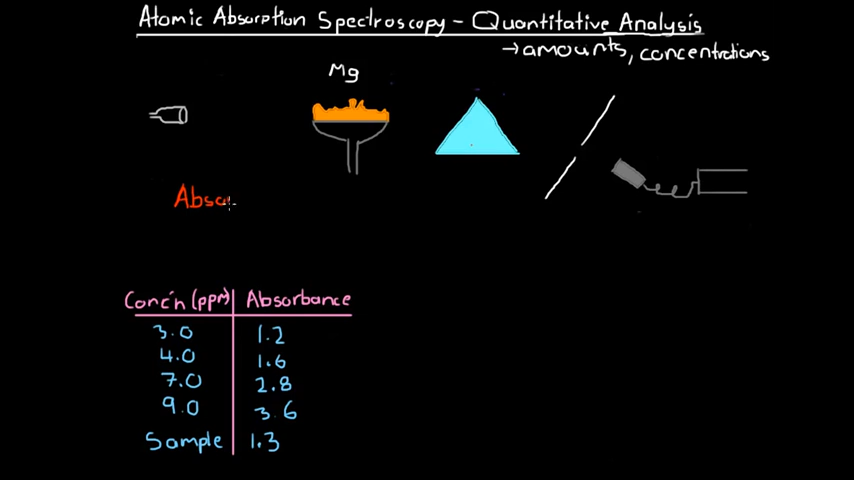 Atomic Absorption Spectroscopy - Quantitative Analysis
→ amounts, concentrations
Mg
Abso
Conc'n (ppm) Absorbance
3.0 1.2
4.0 1.6
7.0 2.8
9.0 3.6
Sample 1.3